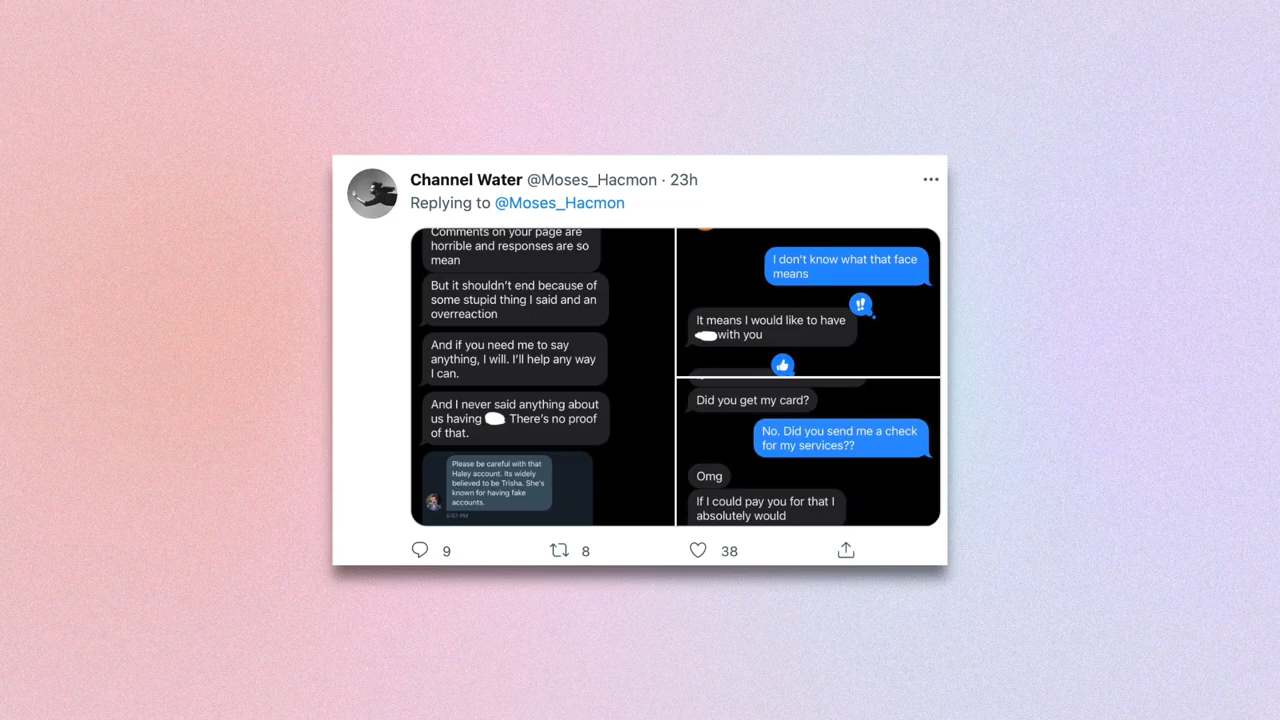 Channel Water @Moses_Hacmon · 23h
Replying to @Moses_Hacmon
Comments on your page are
horrible and responses are so
mean
But it shouldn't end because of
some stupid thing I said and an
overreaction
And if you need me to say
anything, I will. I'll help any way
I can.
And I never said anything about
us having . There's no proof
of that.
Please be careful with that
Haley account. Its widely
believed to be Trisha. She's
known for having fake
accounts.
5:07 PM
I don't know what that face
means
It means I would like to have
with you
Did you get my card?
No. Did you send me a check
for my services??
Omg
If I could pay you for that I
absolutely would
9
8
38